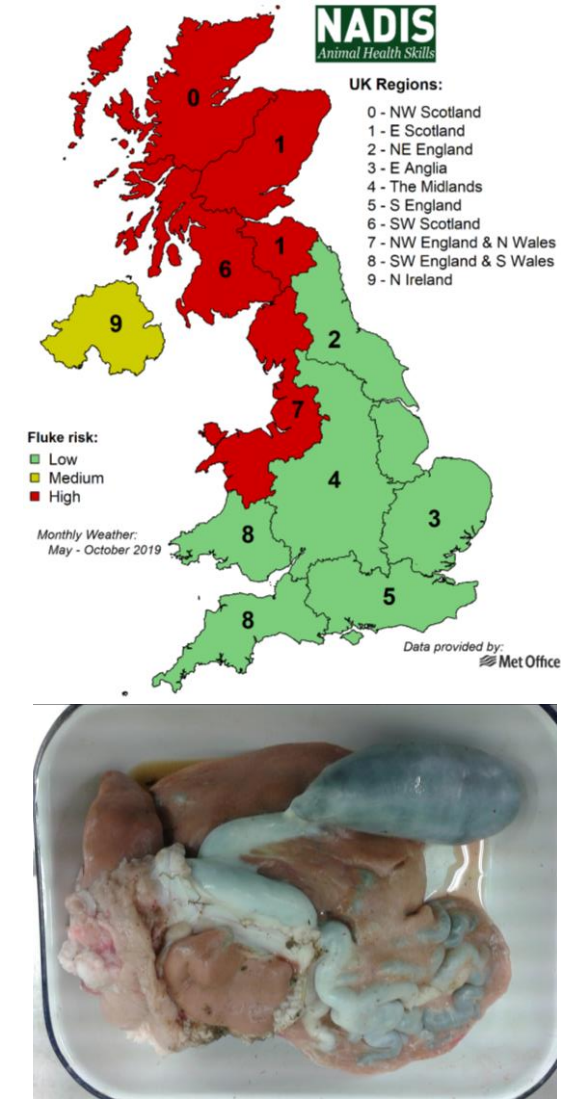 NADIS
Animal Health Skills
UK Regions:
0 - NW Scotland
1 - E Scotland
2 - NE England
3 - E Anglia
4 - The Midlands
5 - S England
6 - SW Scotland
7 - NW England & N Wales
8 - SW England & S Wales
9 - N Ireland
0
1
1
6
9
2
7
4
3
8
5
8
Fluke risk:
Low
Medium
High
Monthly Weather:
May - October 2019
Data provided by:
Met Office